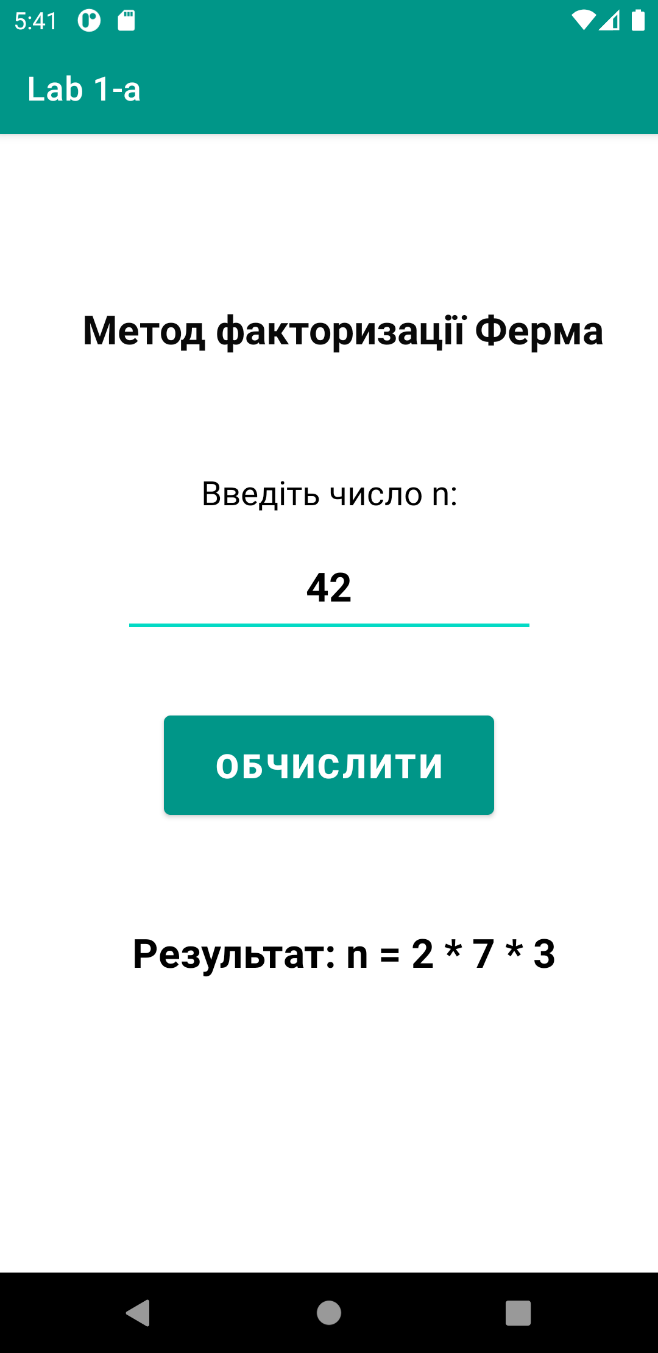 5:41
Lab 1-a
Метод факторизації Ферма
Введіть число n:
42
ОБЧИСЛИТИ
Результат: n = 2 * 7 * 3